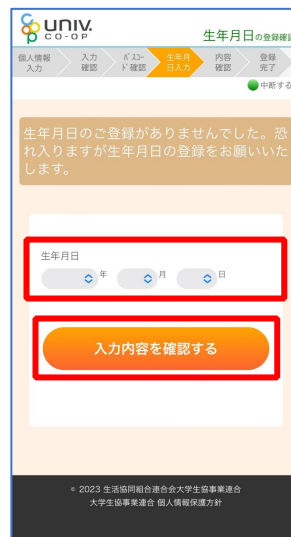 UNIV.
CO-OP
生年月日の登録確認
個人情報
入力
入力
確認
パスコー
ド確認
生年月
日入力
内容
確認
登録
完了
中断する
生年月日のご登録がありませんでした。恐
れ入りますが生年月日の登録をお願いいた
します。
生年月日
年 月 日
入力内容を確認する
© 2023 生活協同組合連合会大学生協事業連合
大学生協事業連合 個人情報保護方針